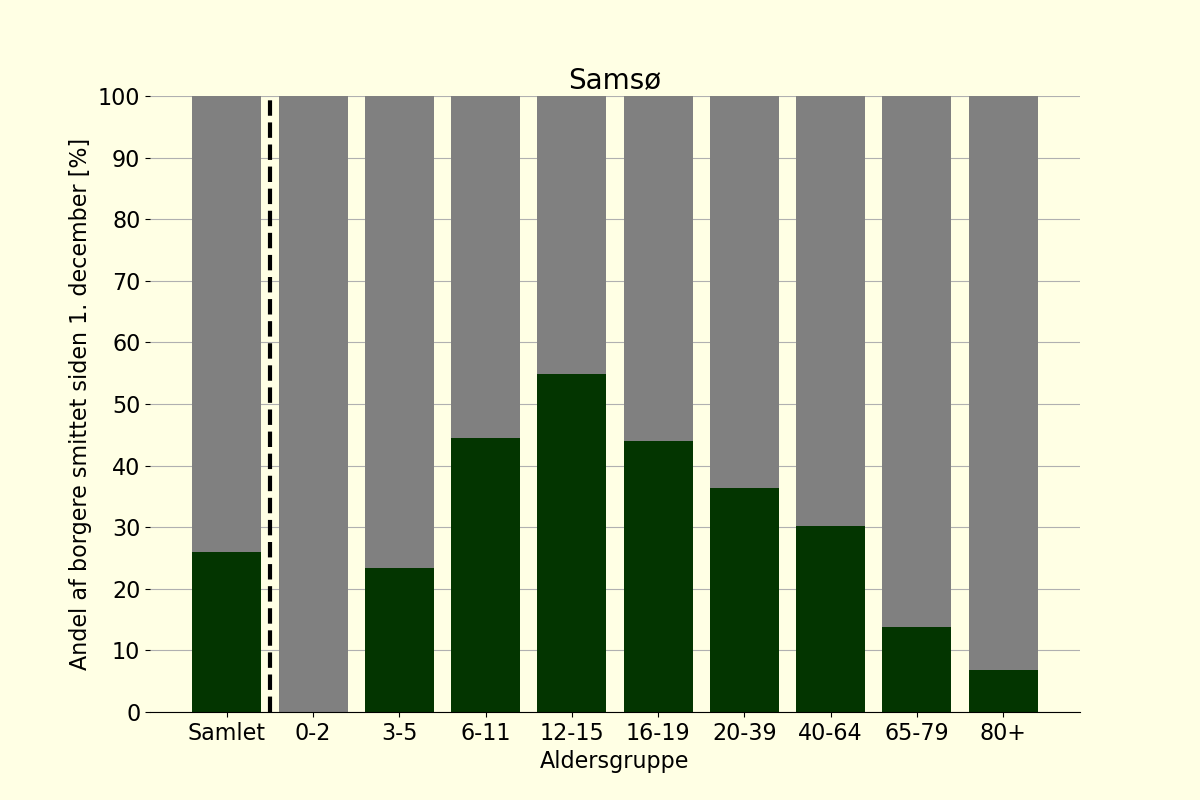 Samsø
Andel af borgere smittet siden 1. december [%]
100
90
80
70
60
50
40
30
20
10
0
Samlet 0-2 3-5 6-11 12-15 16-19 20-39 40-64 65-79 80+
Aldersgruppe